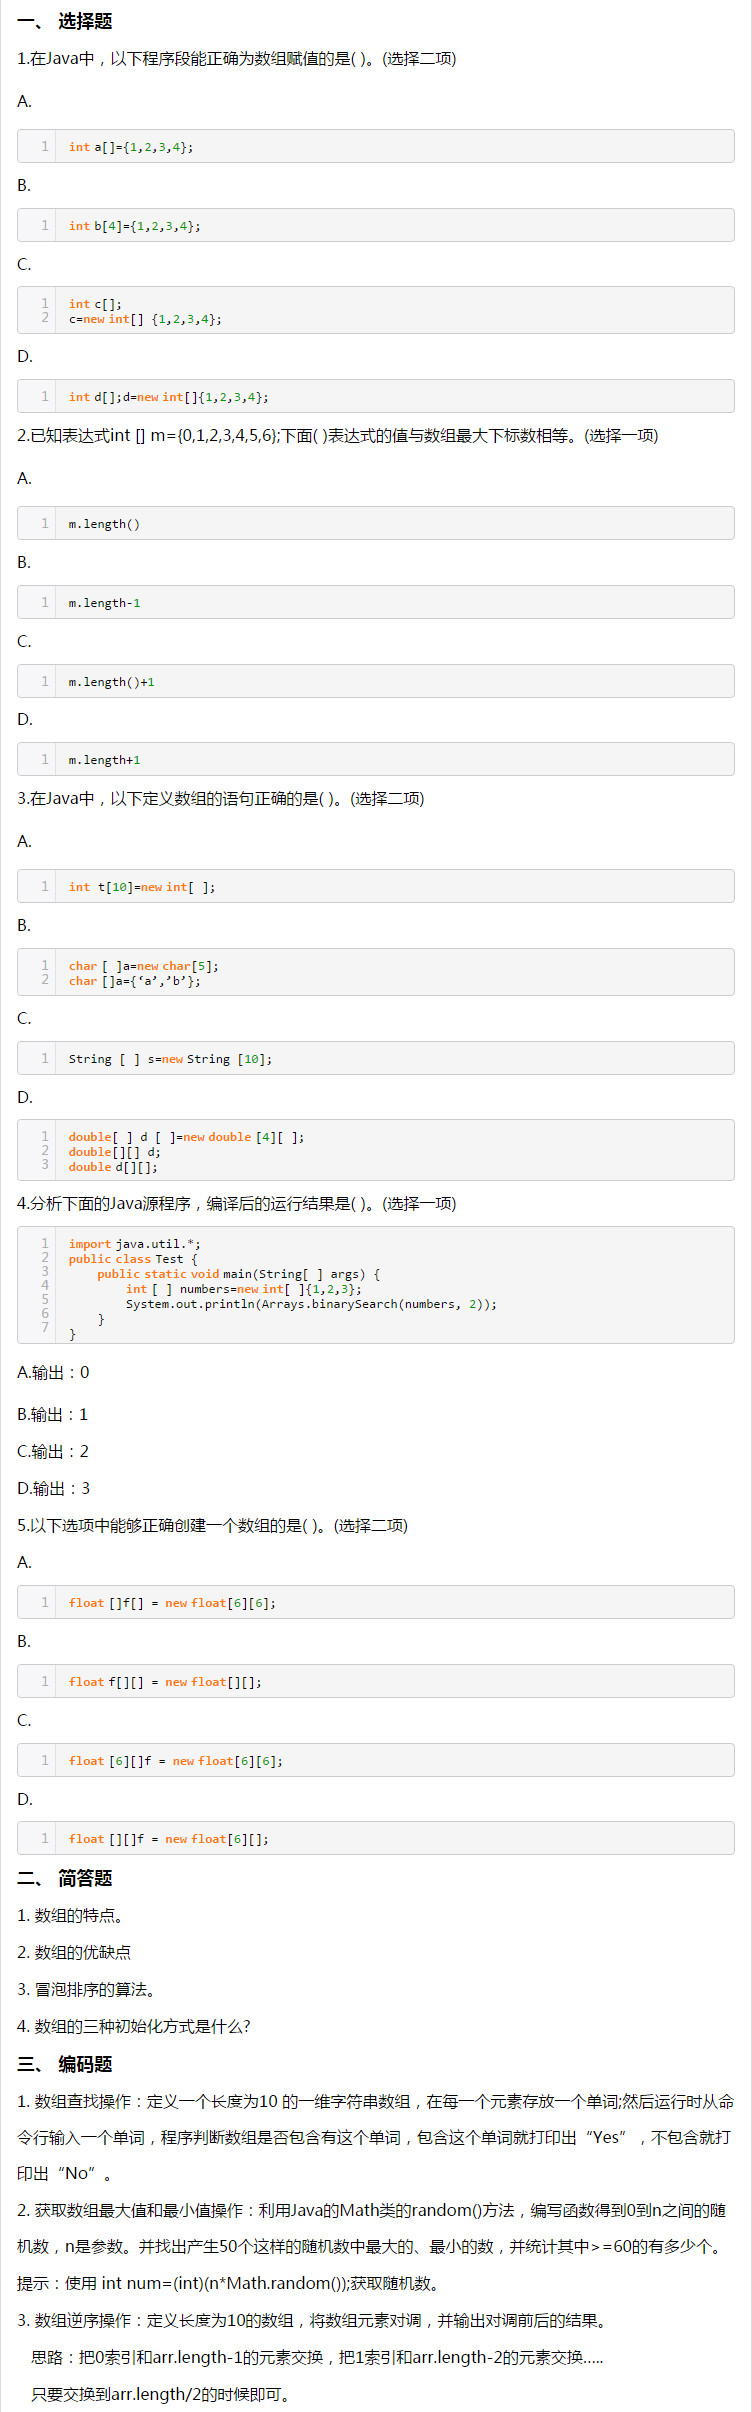 一、 选择题
1.在Java中，以下程序段能正确为数组赋值的是( )。(选择二项)
A.
1 int a[]={1,2,3,4};
B.
1 int b[4]={1,2,3,4};
C.
1 int c[];
2 c=new int[] {1,2,3,4};
D.
1 int d[];d=new int[]{1,2,3,4};
2.已知表达式int [] m={0,1,2,3,4,5,6};下面( )表达式的值与数组最大下标数相等。(选择一项)
A.
1 m.length()
B.
1 m.length-1
C.
1 m.length()+1
D.
1 m.length+1
3.在Java中，以下定义数组的语句正确的是( )。(选择二项)
A.
1 int t[10]=new int[ ];
B.
1 char [ ]a=new char[5];
2 char []a={‘a’,’b’};
C.
1 String [ ] s=new String [10];
D.
1 double[ ] d [ ]=new double [4][ ];
2 double[][] d;
3 double d[][];
4.分析下面的Java源程序，编译后的运行结果是( )。(选择一项)
1 import java.util.*;
2 public class Test {
3     public static void main(String[ ] args) {
4         int [ ] numbers=new int[ ]{1,2,3};
5         System.out.println(Arrays.binarySearch(numbers, 2));
6     }
7 }
A.输出：0
B.输出：1
C.输出：2
D.输出：3
5.以下选项中能够正确创建一个数组的是( )。(选择二项)
A.
1 float []f[] = new float[6][6];
B.
1 float f[][] = new float[][];
C.
1 float [6][]f = new float[6][6];
D.
1 float [][]f = new float[6][];
二、 简答题
1. 数组的特点。
2. 数组的优缺点
3. 冒泡排序的算法。
4. 数组的三种初始化方式是什么?
三、 编码题
1. 数组查找操作：定义一个长度为10 的一维字符串数组，在每一个元素存放一个单词;然后运行时从命
令行输入一个单词，程序判断数组是否包含有这个单词，包含这个单词就打印出“Yes”，不包含就打
印出“No”。
2. 获取数组最大值和最小值操作：利用Java的Math类的random()方法，编写函数得到0到n之间的随
机数，n是参数。并找出产生50个这样的随机数中最大的、最小的数，并统计其中>=60的有多少个。
提示：使用 int num=(int)(n*Math.random());获取随机数。
3. 数组逆序操作：定义长度为10的数组，将数组元素对调，并输出对调前后的结果。
思路：把0索引和arr.length-1的元素交换，把1索引和arr.length-2的元素交换.....
只要交换到arr.length/2的时候即可。